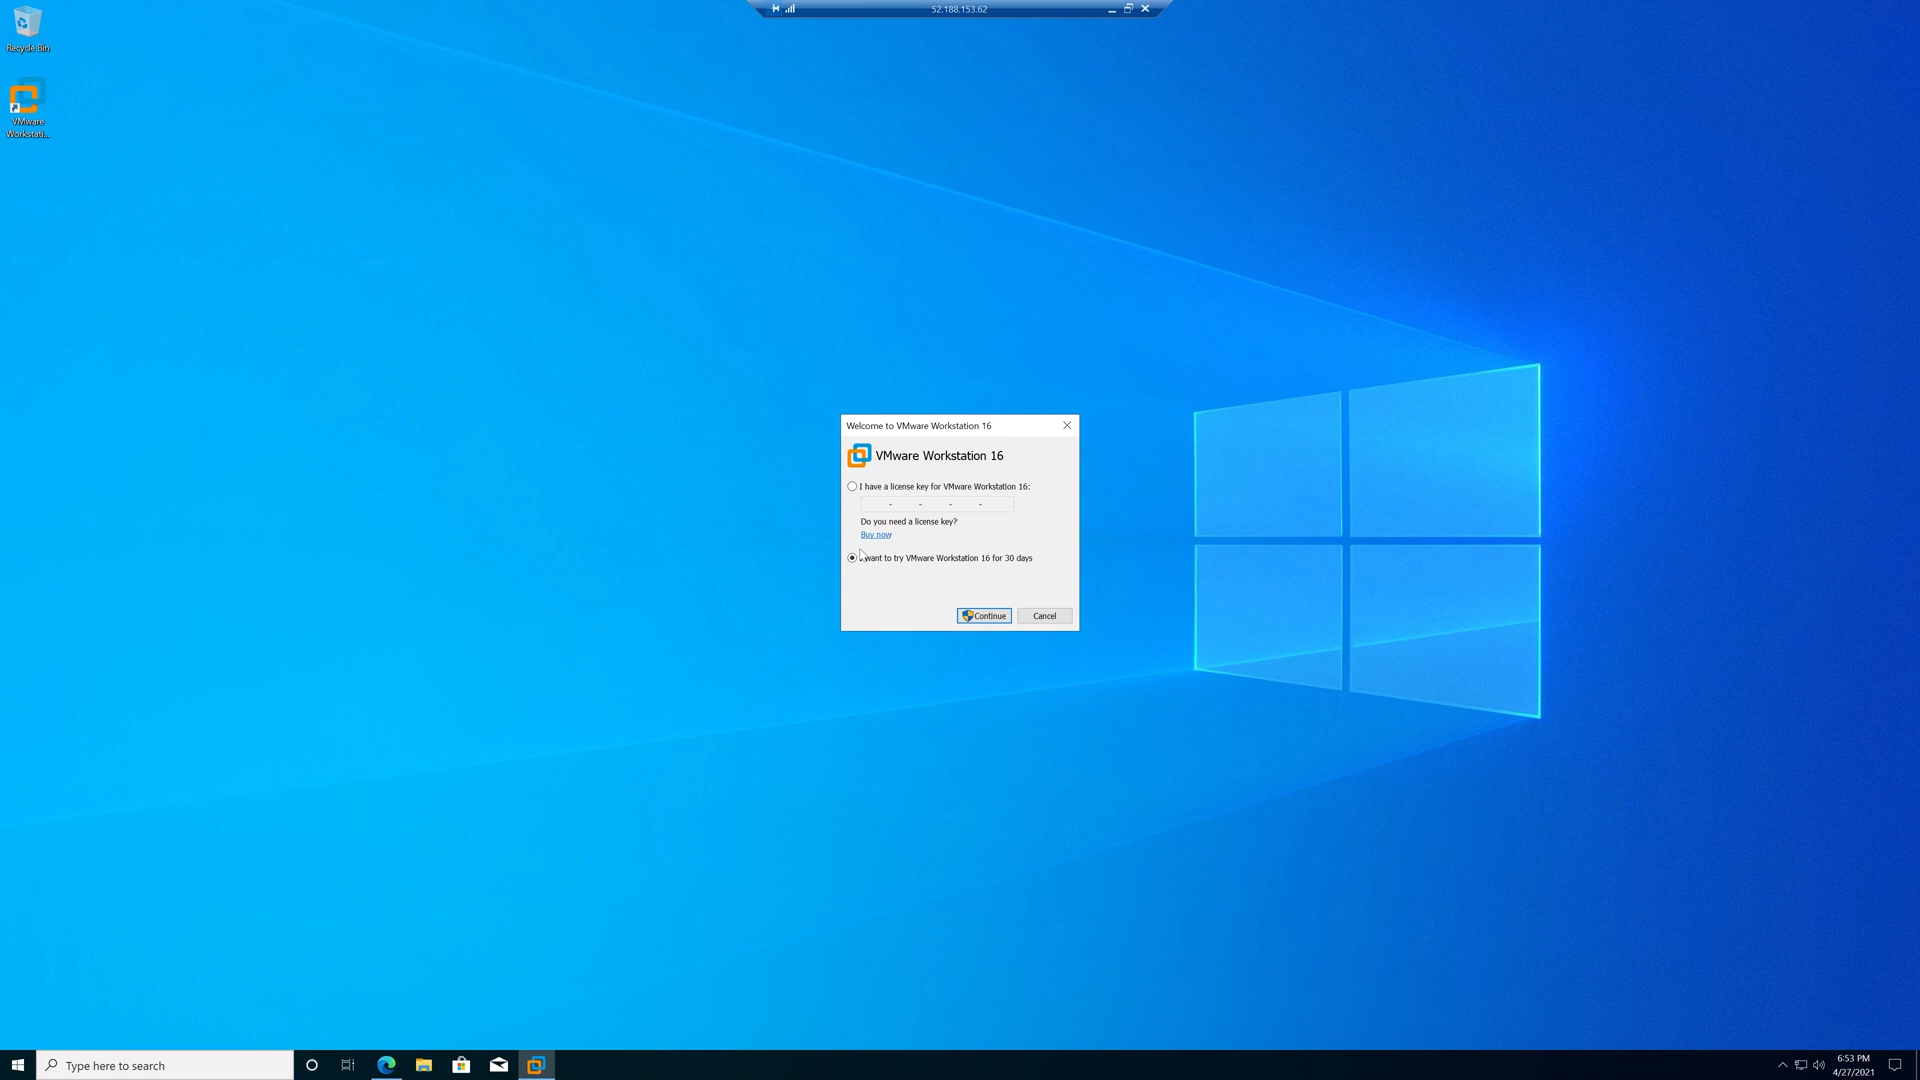 52.188.153.62
Recycle Bin
VMware
Workstati...
Welcome to VMware Workstation 16
VMware Workstation 16
I have a license key for VMware Workstation 16:
- - - -
Do you need a license key?
Buy now
want to try VMware Workstation 16 for 30 days
Continue
Cancel
Type here to search
6:53 PM
4/27/2021